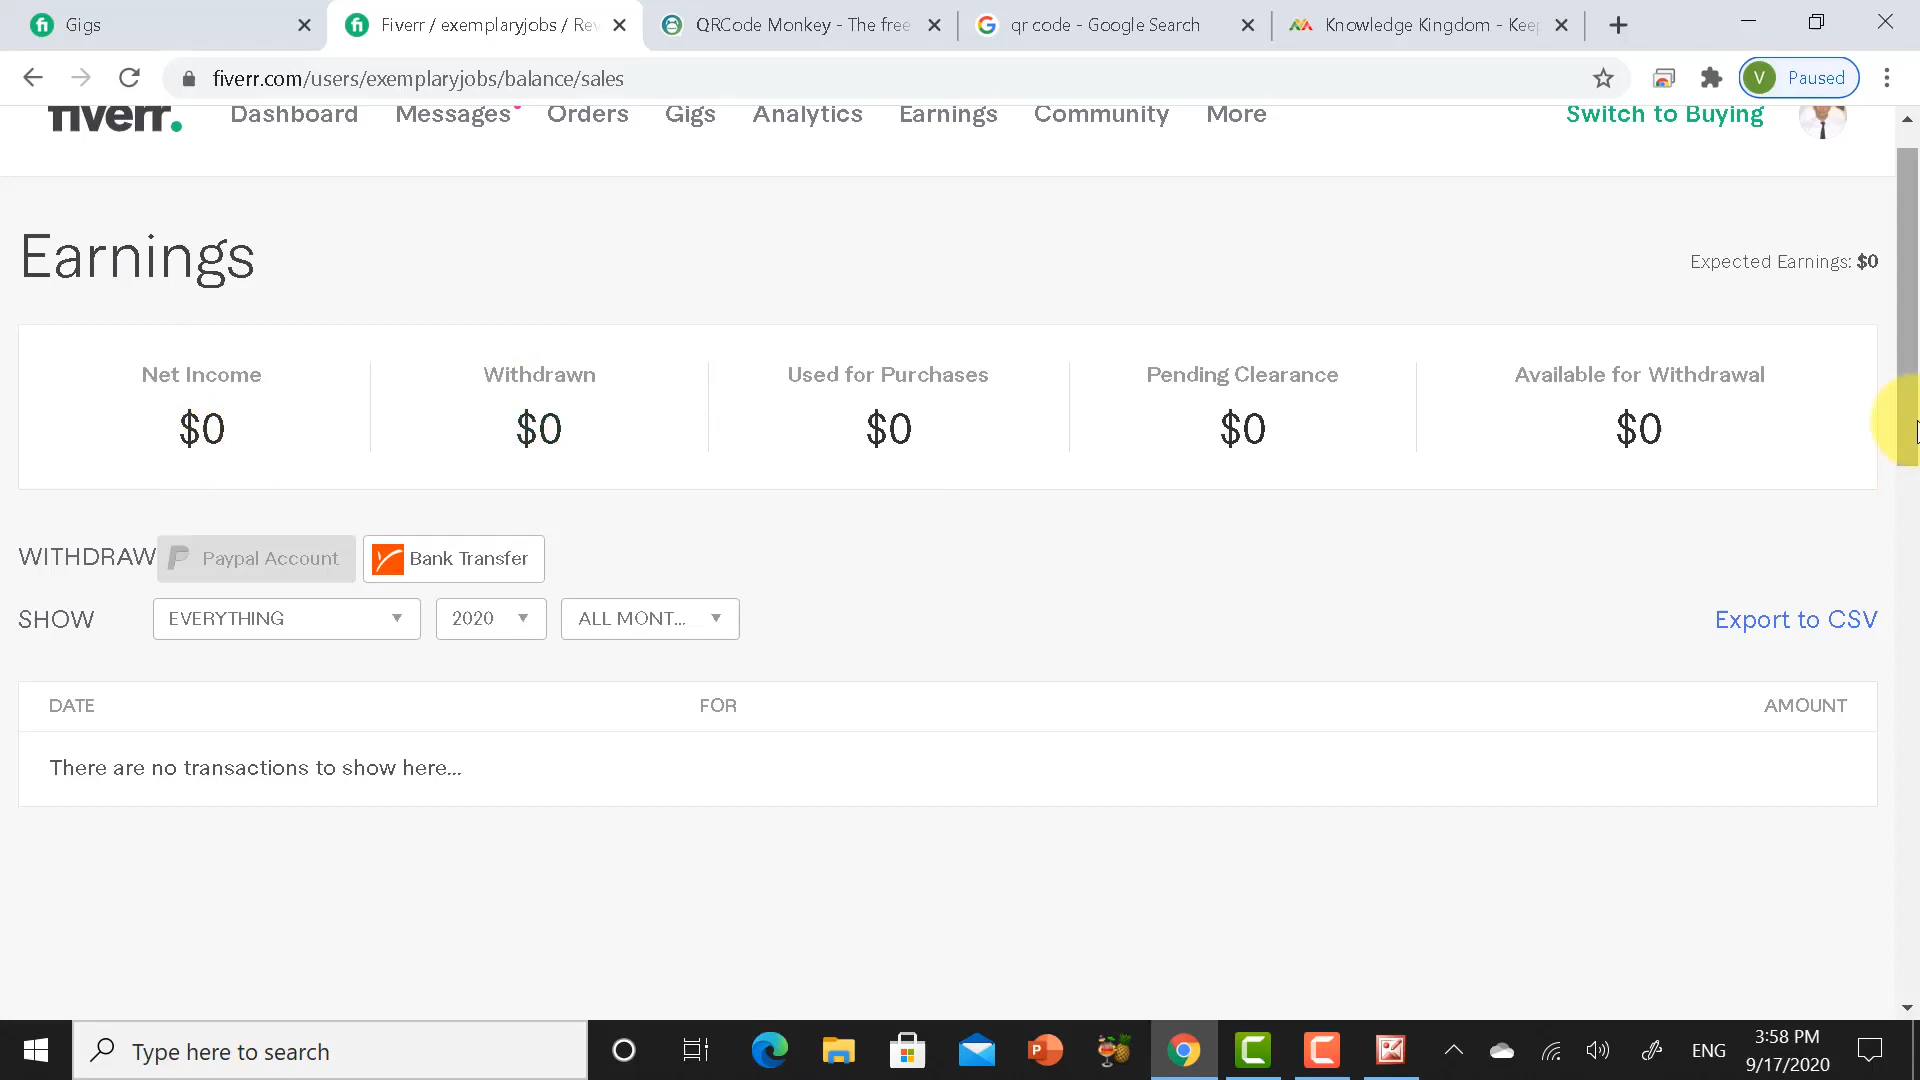 Gigs
Fiverr / exemplaryjobs / Rev
QRCode Monkey - The free
qr code - Google Search
Knowledge Kingdom - Keep
fiverr.com/users/exemplaryjobs/balance/sales
V Paused
fiverr. Dashboard Messages Orders Gigs Analytics Earnings Community More Switch to Buying
Earnings
Expected Earnings: $0
Net Income Withdrawn Used for Purchases Pending Clearance Available for Withdrawal
$0 $0 $0 $0 $0
WITHDRAW Paypal Account Bank Transfer
SHOW EVERYTHING 2020 ALL MONT... Export to CSV
DATE FOR AMOUNT
There are no transactions to show here...
Type here to search
ENG
3:58 PM
9/17/2020